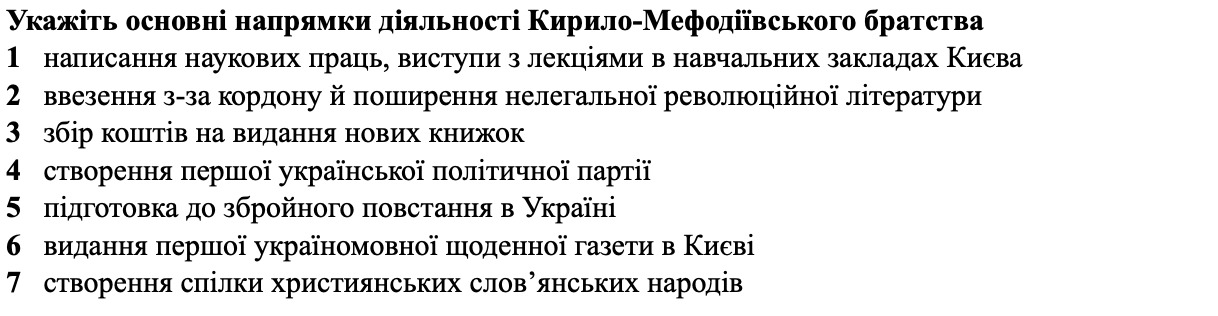 Укажіть основні напрямки діяльності Кирило-Мефодіївського братства
1 написання наукових праць, виступи з лекціями в навчальних закладах Києва
2 ввезення з-за кордону й поширення нелегальної революційної літератури
3 збір коштів на видання нових книжок
4 створення першої української політичної партії
5 підготовка до збройного повстання в Україні
6 видання першої україномовної щоденної газети в Києві
7 створення спілки християнських слов’янських народів